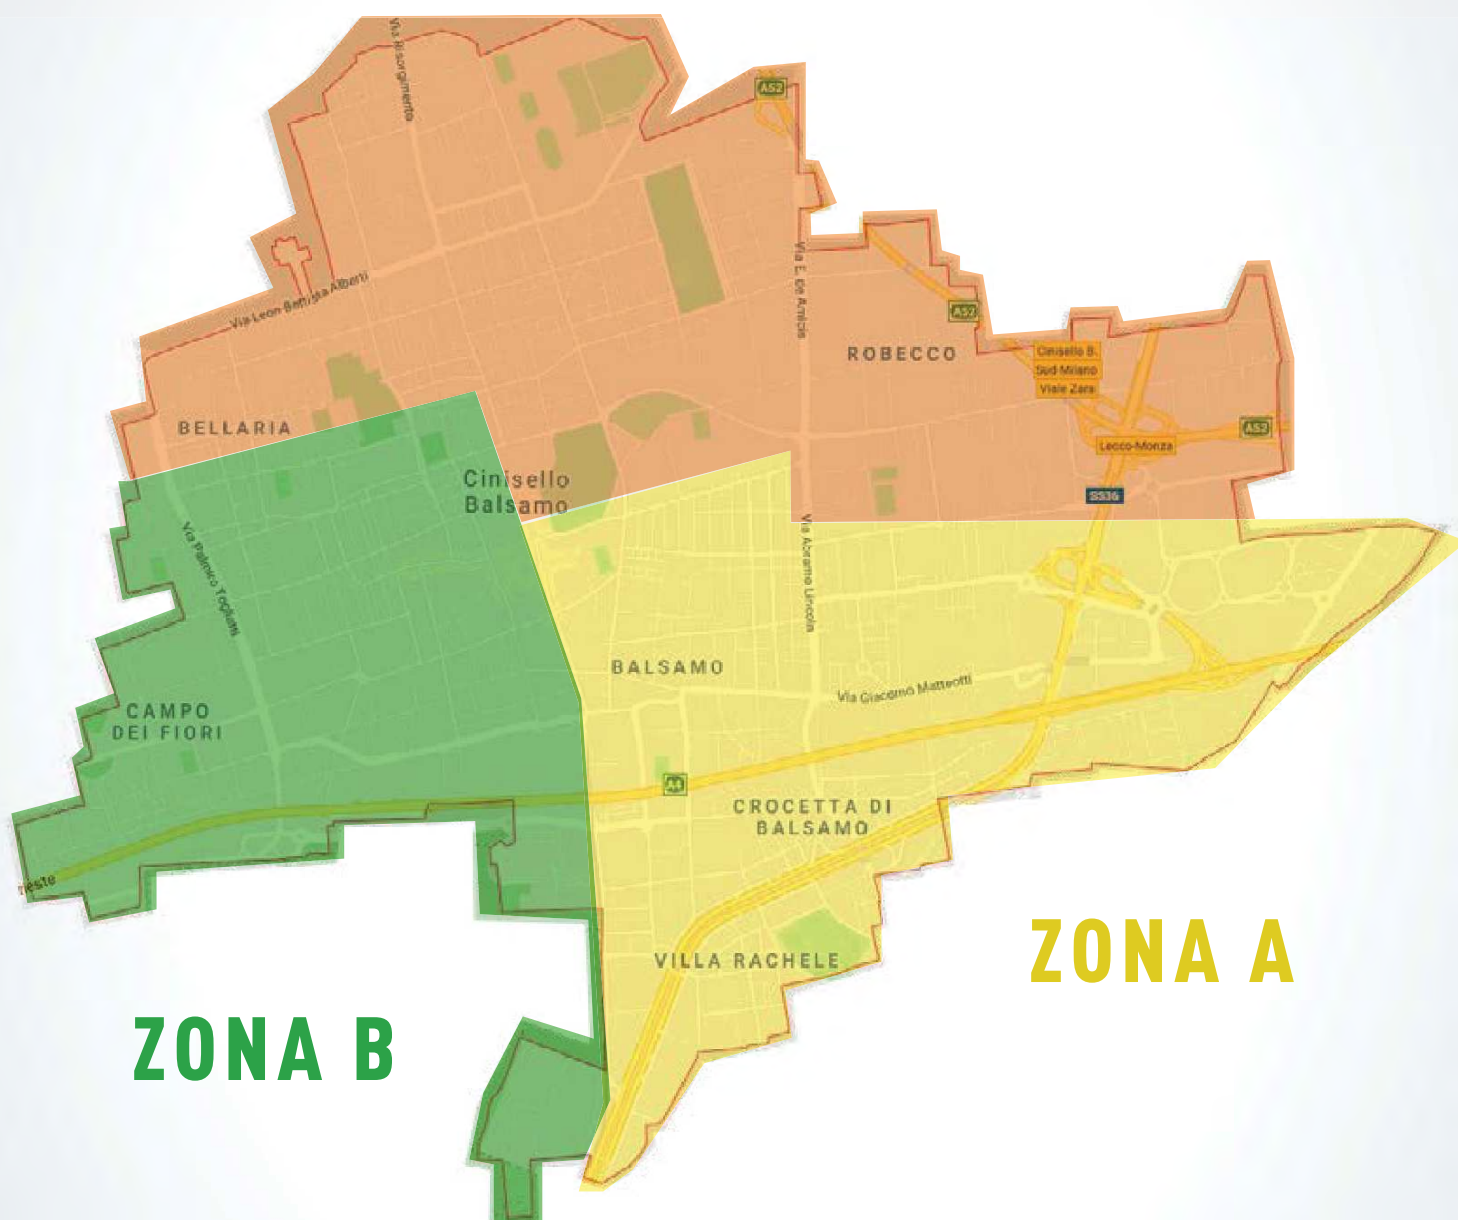 Via Risorgimento
A52
Via Leon Battista Alberti
Via E. De Amicis
A52
ROBECCO
Cinisello B.
Sud-Milano
Viale Zara
BELLARIA
A52
Lecco-Monza
Cinisello
Balsamo
SS36
Via Palmiro Togliatti
Via Abramo Lincoln
BALSAMO
Via Giacomo Matteotti
CAMPO
DEI FIORI
A4
CROCETTA DI
BALSAMO
rieste
VILLA RACHELE
ZONA A
ZONA B